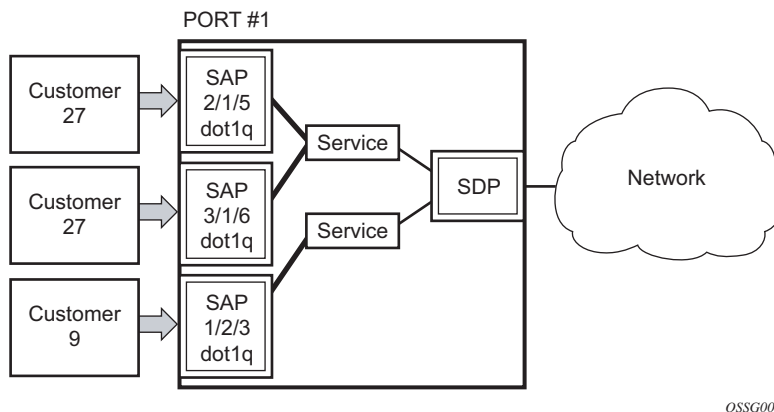 PORT #1
Customer
27
SAP
2/1/5
dot1q
Customer
27
SAP
3/1/6
dot1q
Customer
9
SAP
1/2/3
dot1q
Service
Service
SDP
Network
OSSG00